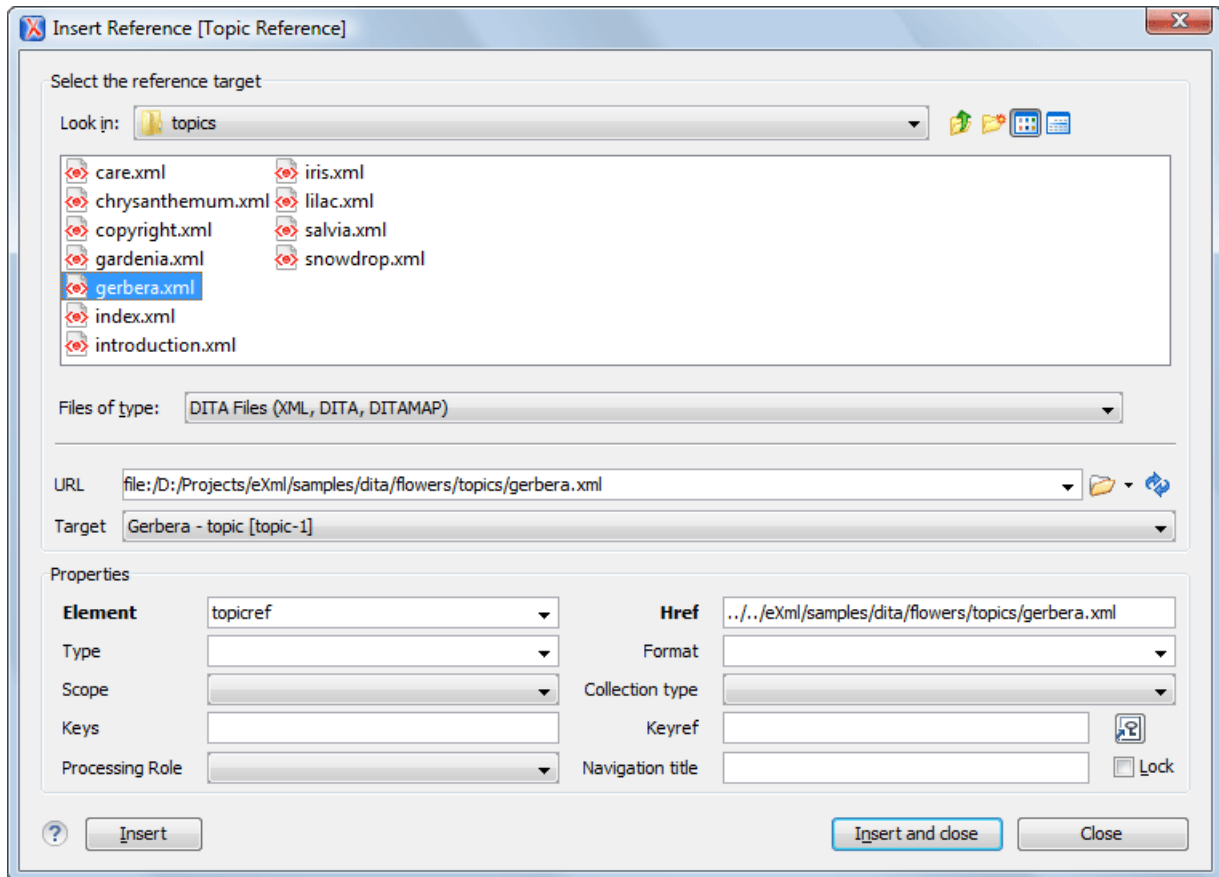 Insert Reference [Topic Reference]
Select the reference target
Look in: topics
care.xml iris.xml
chrysanthemum.xml lilac.xml
copyright.xml salvia.xml
gardenia.xml snowdrop.xml
gerbera.xml
index.xml
introduction.xml
Files of type: DITA Files (XML, DITA, DITAMAP)
URL file:/D:/Projects/eXml/samples/dita/flowers/topics/gerbera.xml
Target Gerbera - topic [topic-1]
Properties
Element topicref Href ../../eXml/samples/dita/flowers/topics/gerbera.xml
Type Format
Scope Collection type
Keys Keyref
Processing Role Navigation title Lock
? Insert Insert and close Close